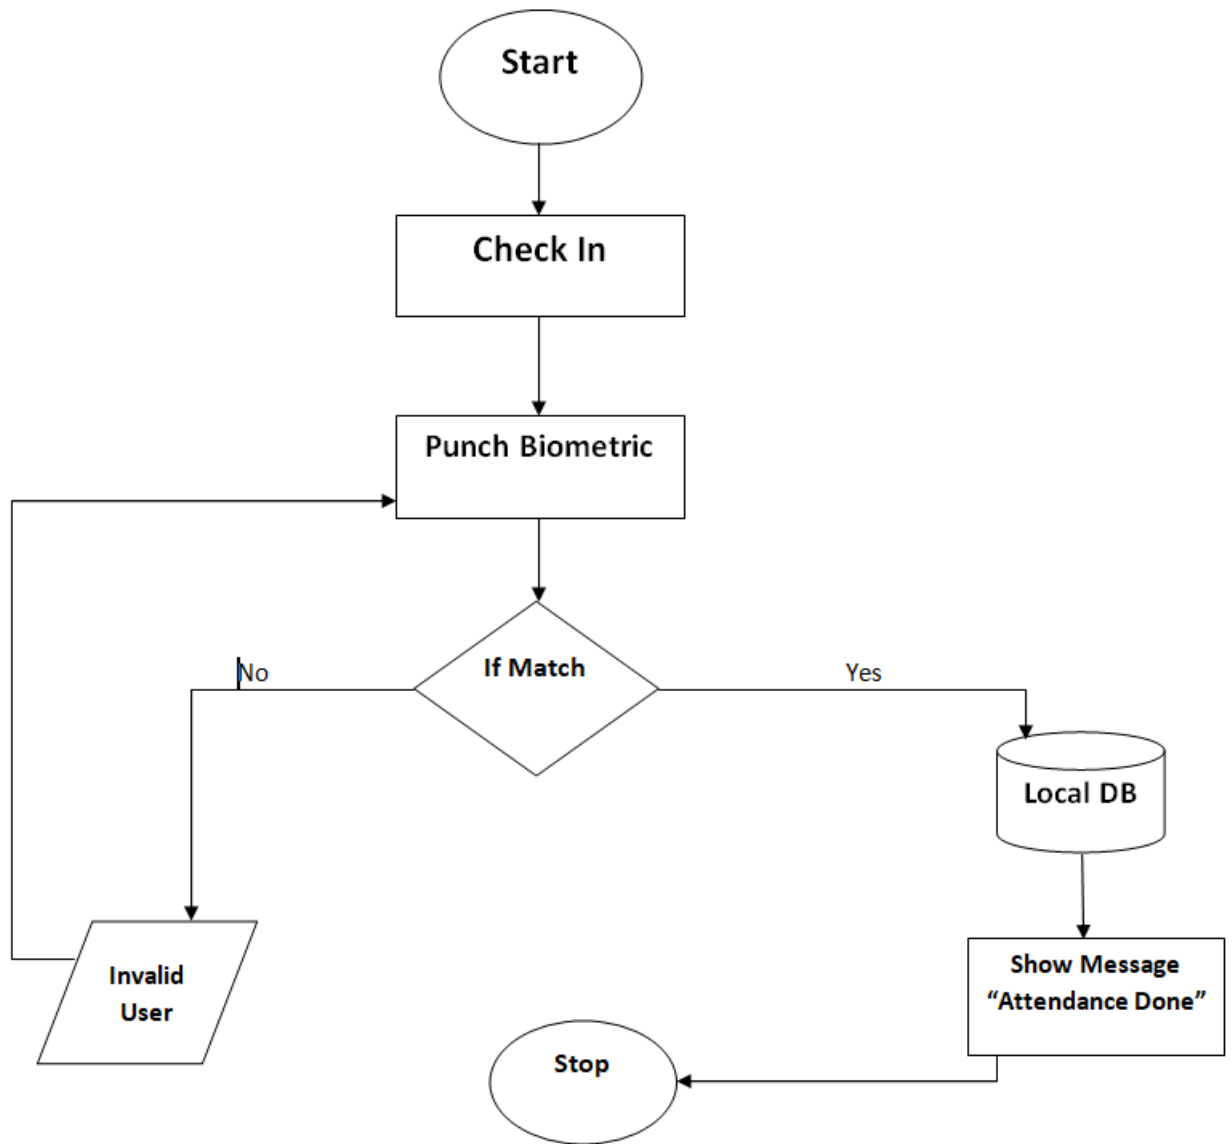 Start
Check In
Punch Biometric
If Match
No
Yes
Local DB
Show Message
“Attendance Done”
Invalid
User
Stop